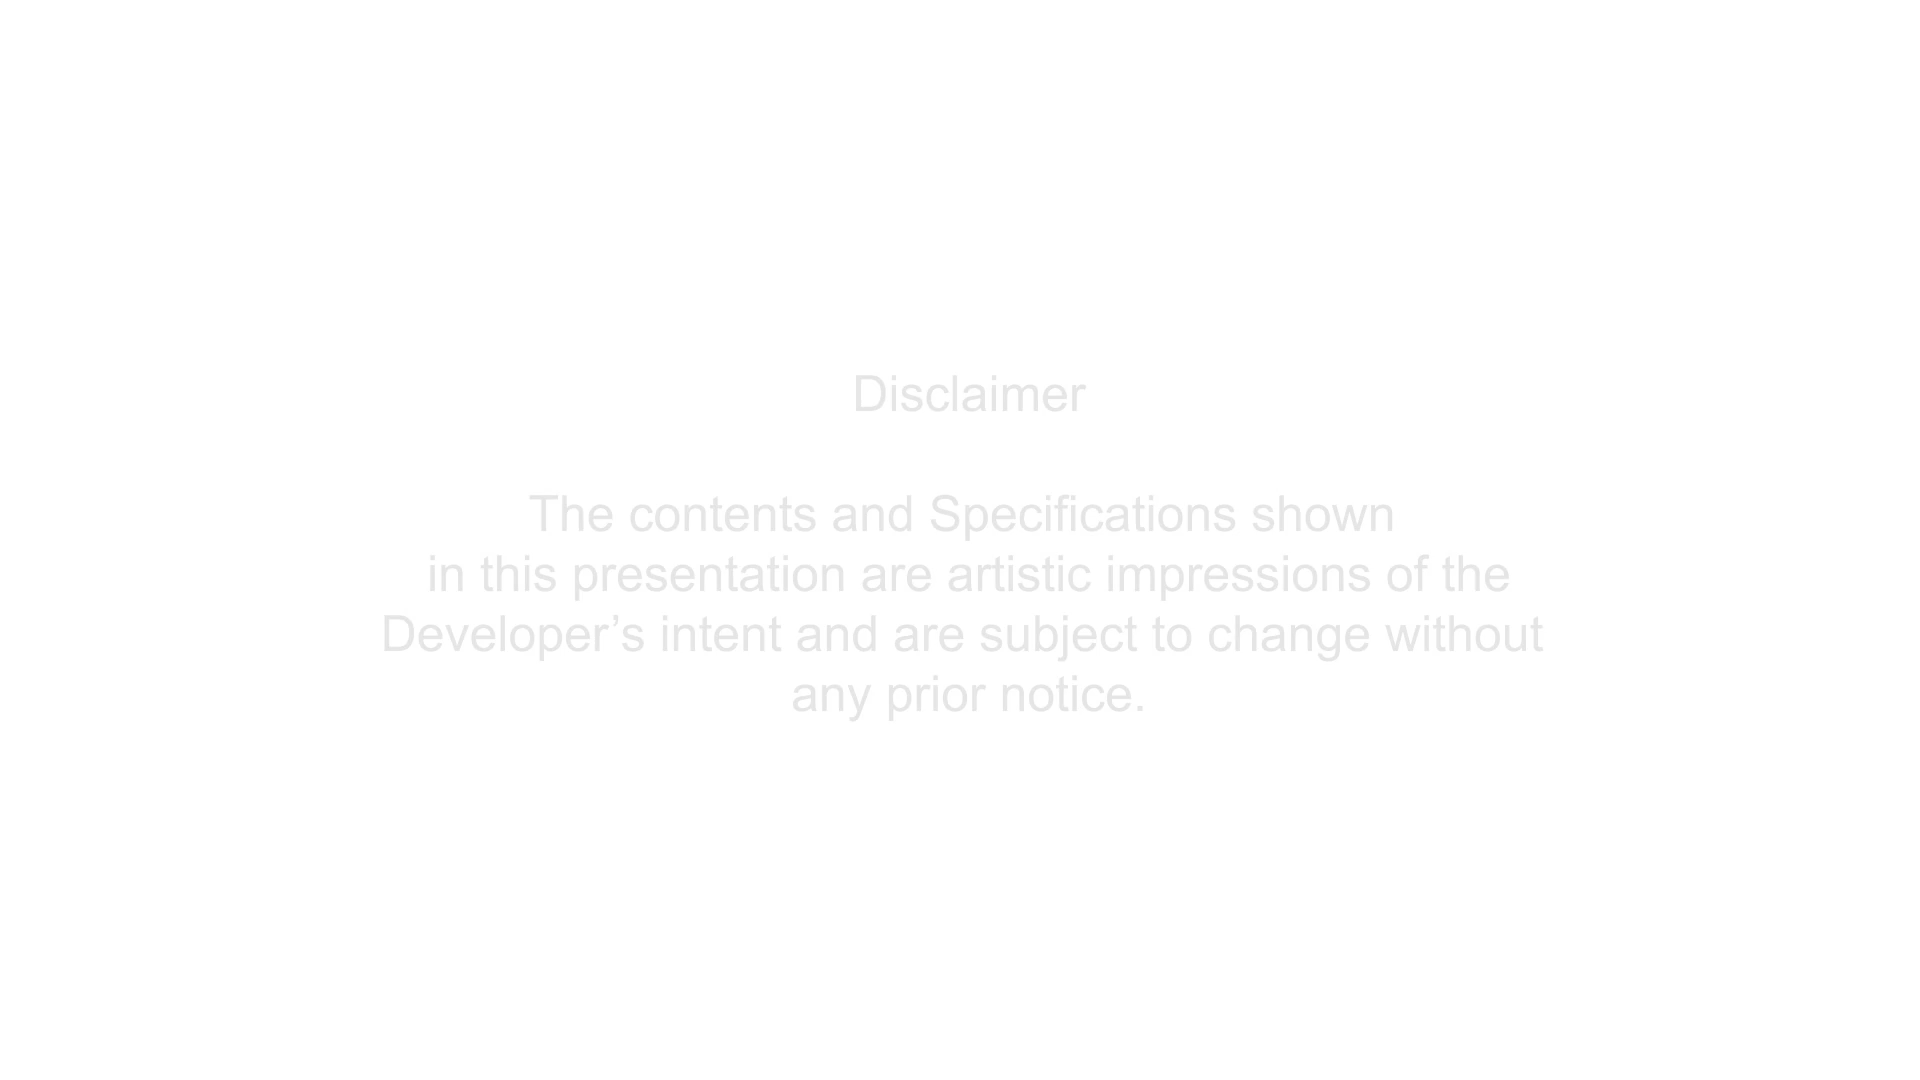 Disclaimer
The contents and Specifications shown
in this presentation are artistic impressions of the
Developer’s intent and are subject to change without
any prior notice.